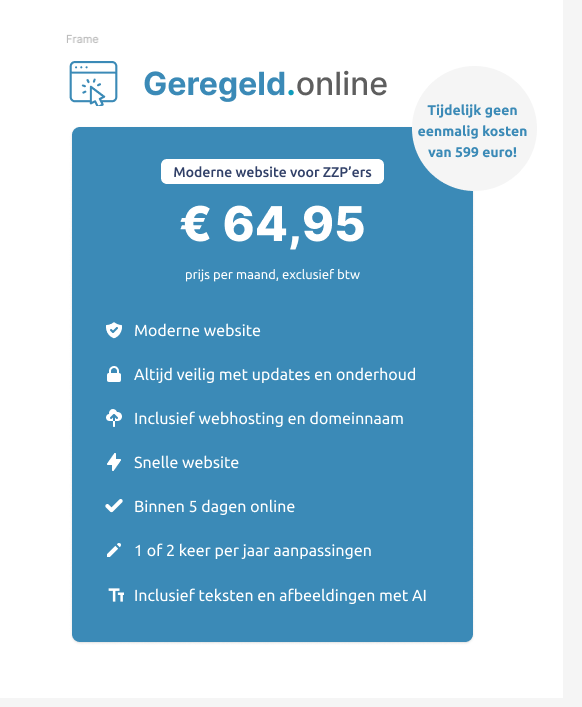 Frame
Geregeld.online
Tijdelijk geen
eenmalig kosten
van 599 euro!
Moderne website voor ZZP’ers
€ 64,95
prijs per maand, exclusief btw
Moderne website
Altijd veilig met updates en onderhoud
Inclusief webhosting en domeinnaam
Snelle website
Binnen 5 dagen online
1 of 2 keer per jaar aanpassingen
Inclusief teksten en afbeeldingen met AI